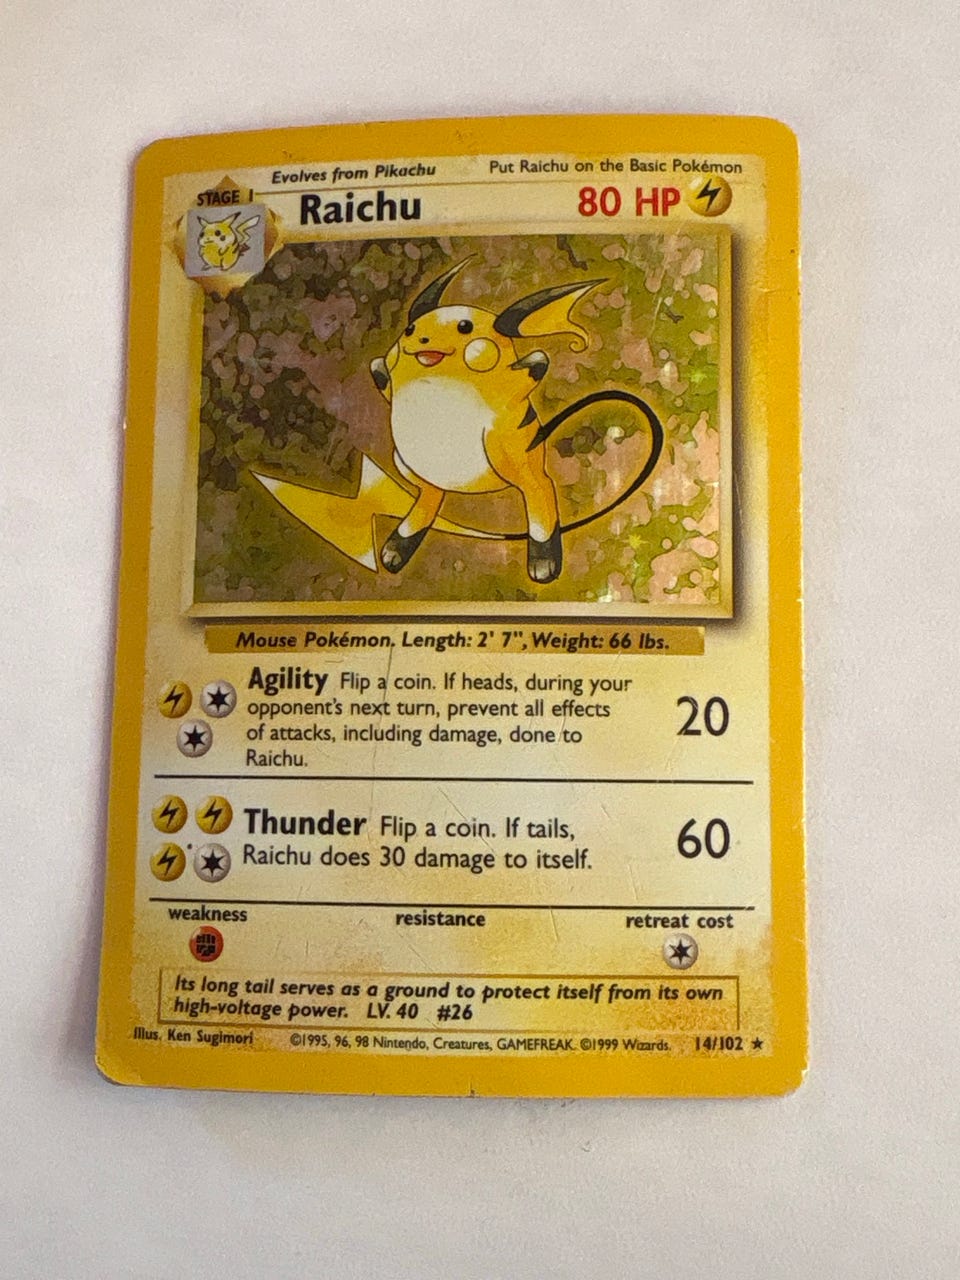 Evolves from Pikachu Put Raichu on the Basic Pokémon
STAGE 1
Raichu 80 HP
Mouse Pokémon. Length: 2' 7", Weight: 66 lbs.
Agility Flip a coin. If heads, during your
opponent's next turn, prevent all effects
of attacks, including damage, done to
Raichu.
20
Thunder Flip a coin. If tails,
Raichu does 30 damage to itself.
60
weakness resistance retreat cost
Its long tail serves as a ground to protect itself from its own
high-voltage power. LV. 40 #26
Illus. Ken Sugimori ©1995, 96, 98 Nintendo, Creatures, GAMEFREAK. ©1999 Wizards. 14/102 ★